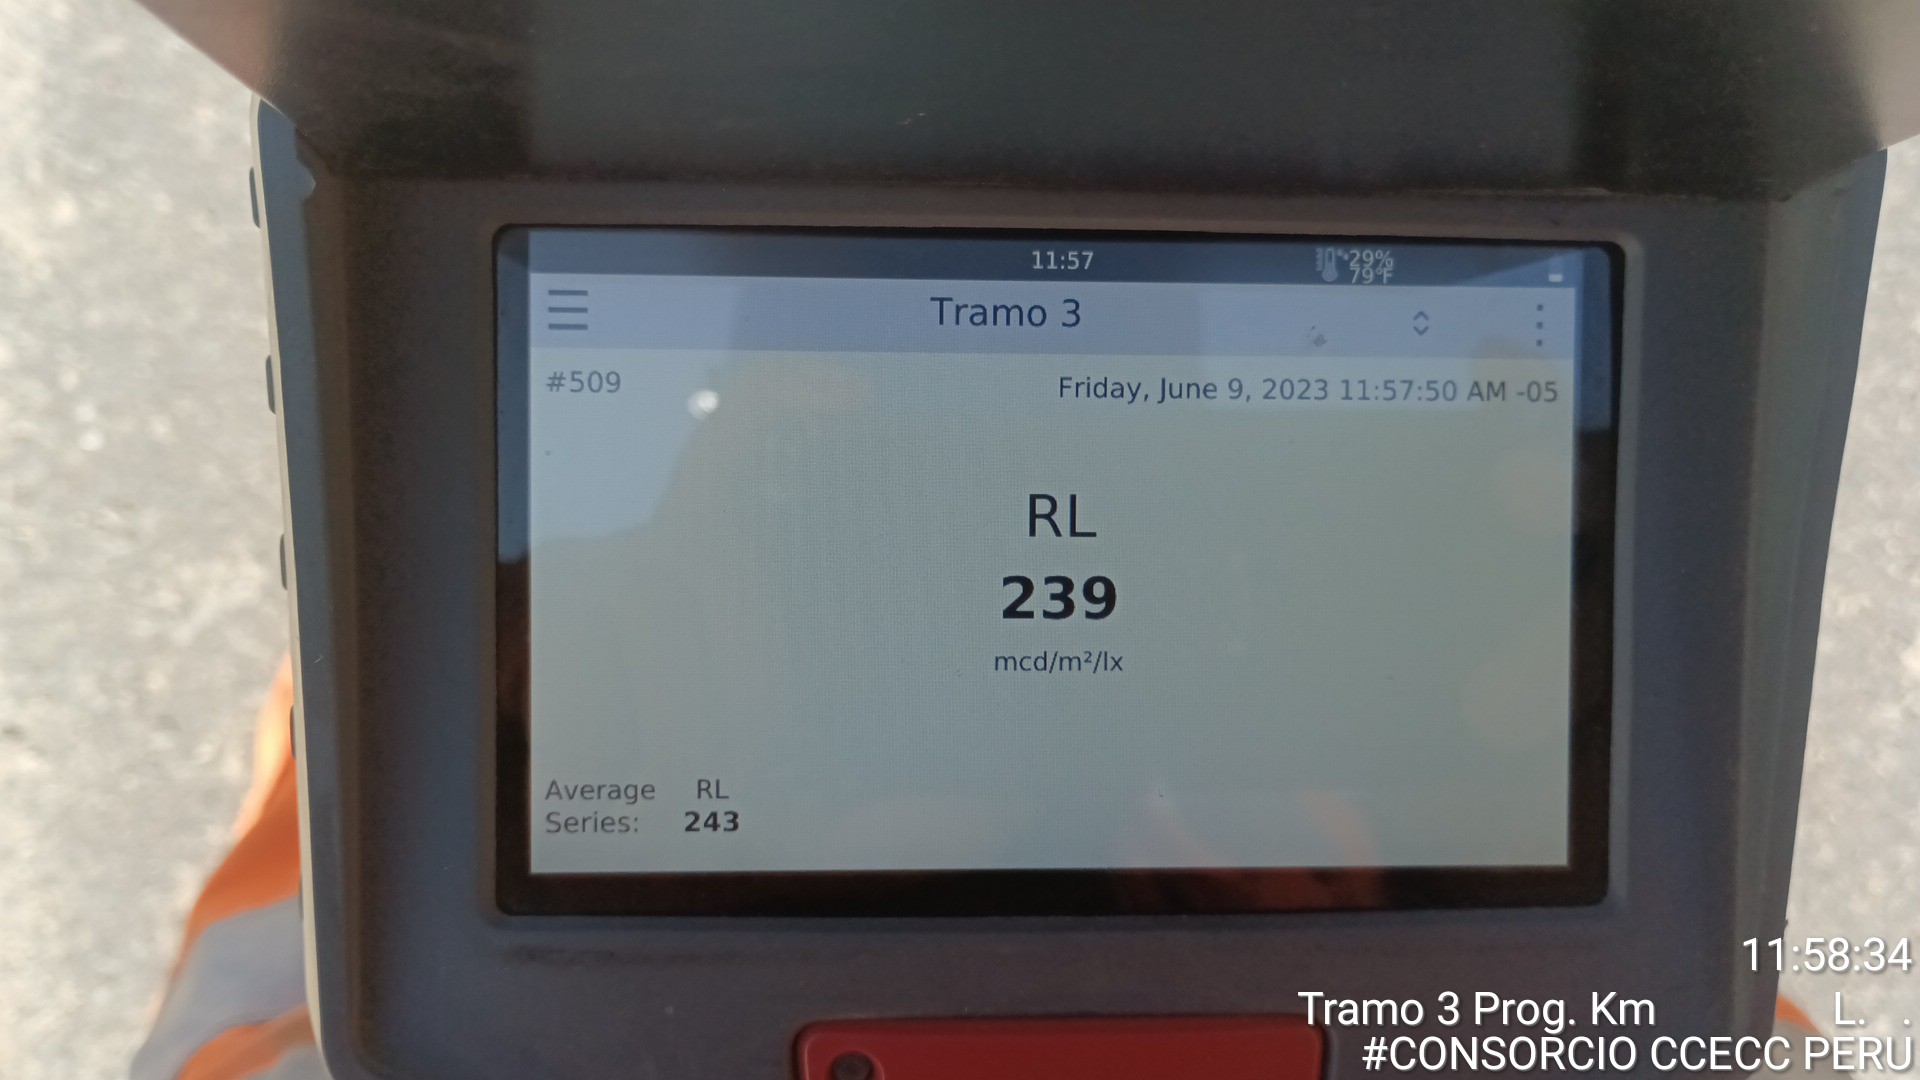 11:57
29%
79°F
Tramo 3
#509
Friday, June 9, 2023 11:57:50 AM -05
RL
239
mcd/m²/lx
Average RL
Series: 243
11:58:34
Tramo 3 Prog. Km L. .
#CONSORCIO CCECC PERU